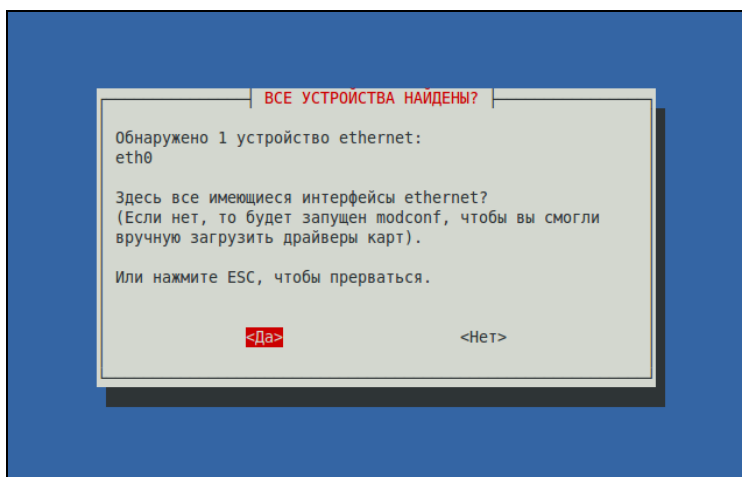 ВСЕ УСТРОЙСТВА НАЙДЕНЫ?
Обнаружено 1 устройство ethernet:
eth0
Здесь все имеющиеся интерфейсы ethernet?
(Если нет, то будет запущен modconf, чтобы вы смогли
вручную загрузить драйверы карт).
Или нажмите ESC, чтобы прерваться.
<Да> <Нет>